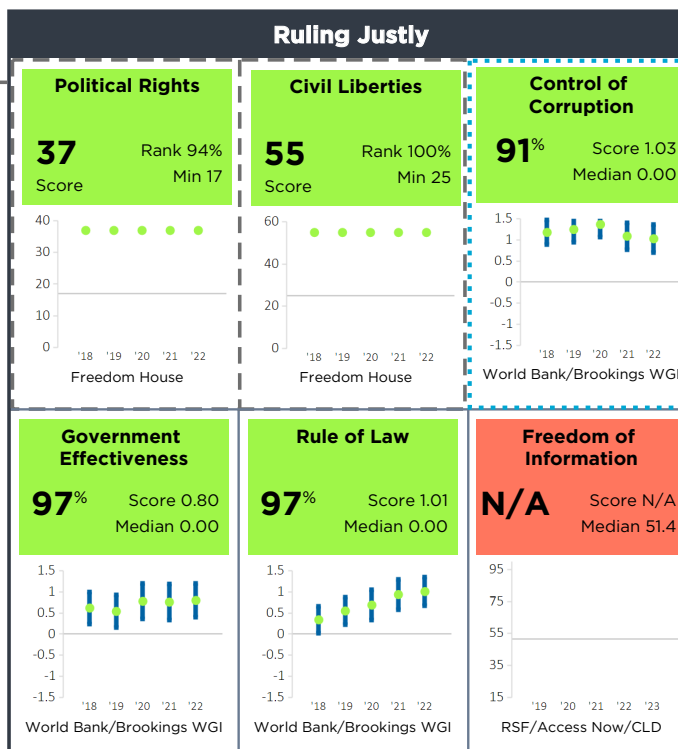 Ruling Justly
Political Rights
37
Score
Rank 94%
Min 17
40
30
20
10
0
'18 '19 '20 '21 '22
Freedom House
Civil Liberties
55
Score
Rank 100%
Min 25
60
40
20
0
'18 '19 '20 '21 '22
Freedom House
Control of
Corruption
91%
Score 1.03
Median 0.00
1.5
1
0.5
0
-0.5
-1
-1.5
'18 '19 '20 '21 '22
World Bank/Brookings WGI
Government
Effectiveness
97%
Score 0.80
Median 0.00
1.5
1
0.5
0
-0.5
-1
-1.5
'18 '19 '20 '21 '22
World Bank/Brookings WGI
Rule of Law
97%
Score 1.01
Median 0.00
1.5
1
0.5
0
-0.5
-1
-1.5
'18 '19 '20 '21 '22
World Bank/Brookings WGI
Freedom of
Information
N/A
Score N/A
Median 51.4
95
75
55
35
15
'19 '20 '21 '22 '23
RSF/Access Now/CLD